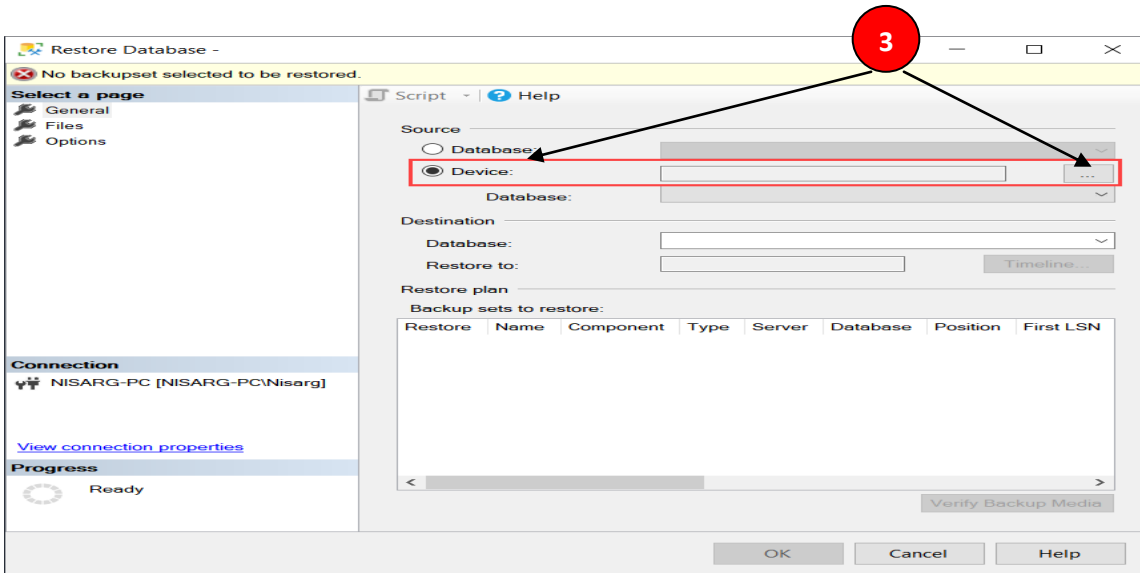 3
Restore Database -
No backupset selected to be restored.
Select a page
General
Files
Options
Script
Help
Source
Database:
Device:
...
Database:
Destination
Database:
Restore to:
Timeline...
Restore plan
Backup sets to restore:
Restore Name Component Type Server Database Position First LSN
Connection
NISARG-PC [NISARG-PC\Nisarg]
View connection properties
Progress
Ready
Verify Backup Media
OK Cancel Help